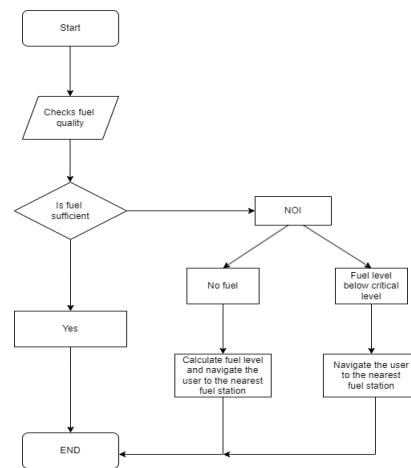 Start
Checks fuel
quality
Is fuel
sufficient
NOI
No fuel
Fuel level
below critical
level
Yes
Calculate fuel level
and navigate the
user to the nearest
fuel station
Navigate the user
to the nearest
fuel station
END